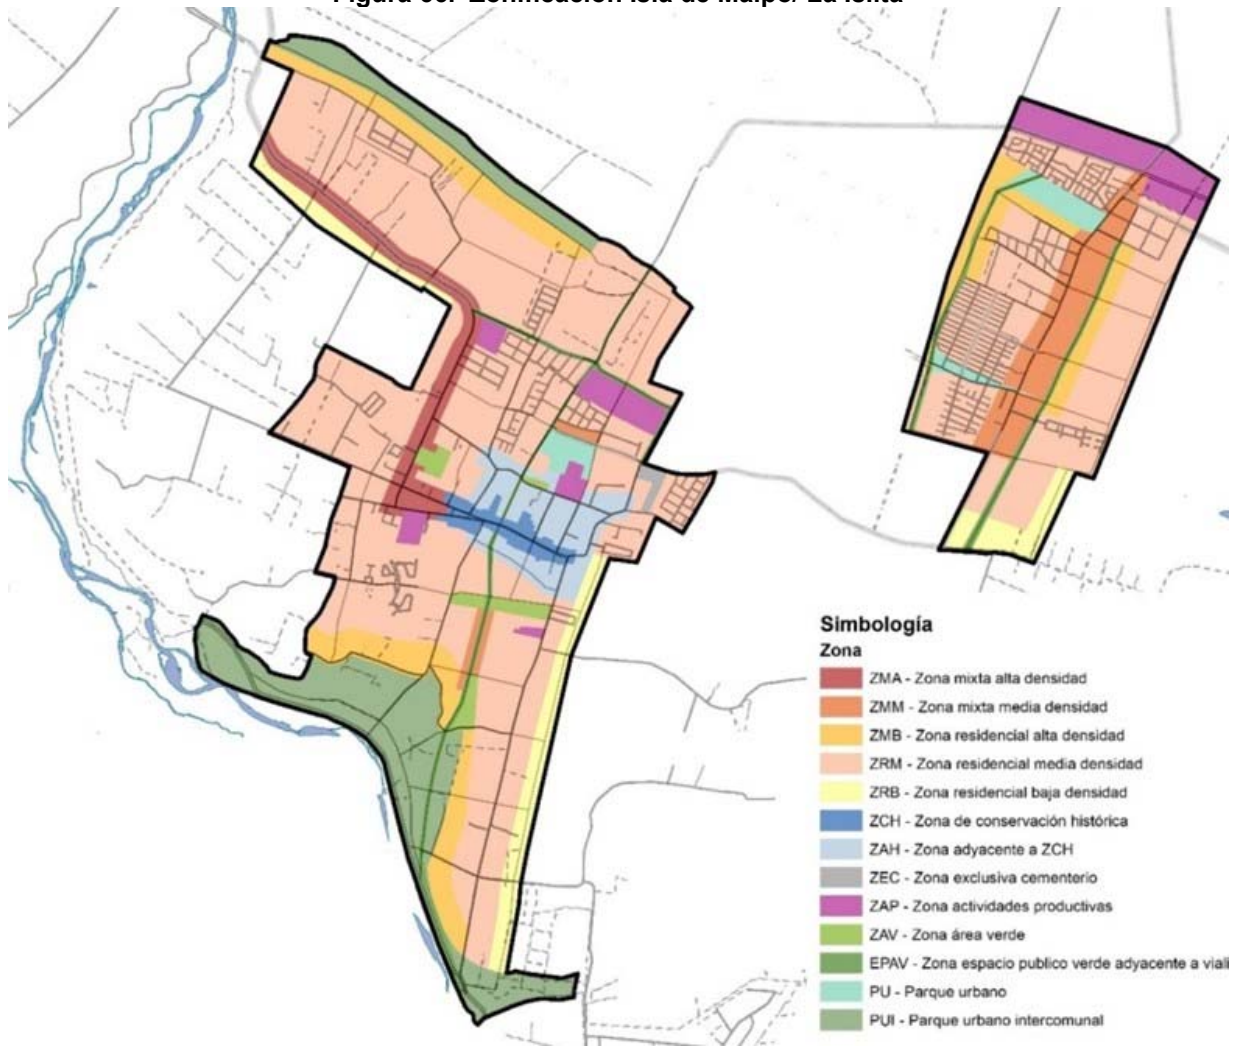 Simbología
Zona
ZMA - Zona mixta alta densidad
ZMM - Zona mixta media densidad
ZMB - Zona residencial alta densidad
ZRM - Zona residencial media densidad
ZRB - Zona residencial baja densidad
ZCH - Zona de conservación histórica
ZAH - Zona adyacente a ZCH
ZEC - Zona exclusiva cementerio
ZAP - Zona actividades productivas
ZAV - Zona área verde
EPAV - Zona espacio publico verde adyacente a viali
PU - Parque urbano
PUI - Parque urbano intercomunal